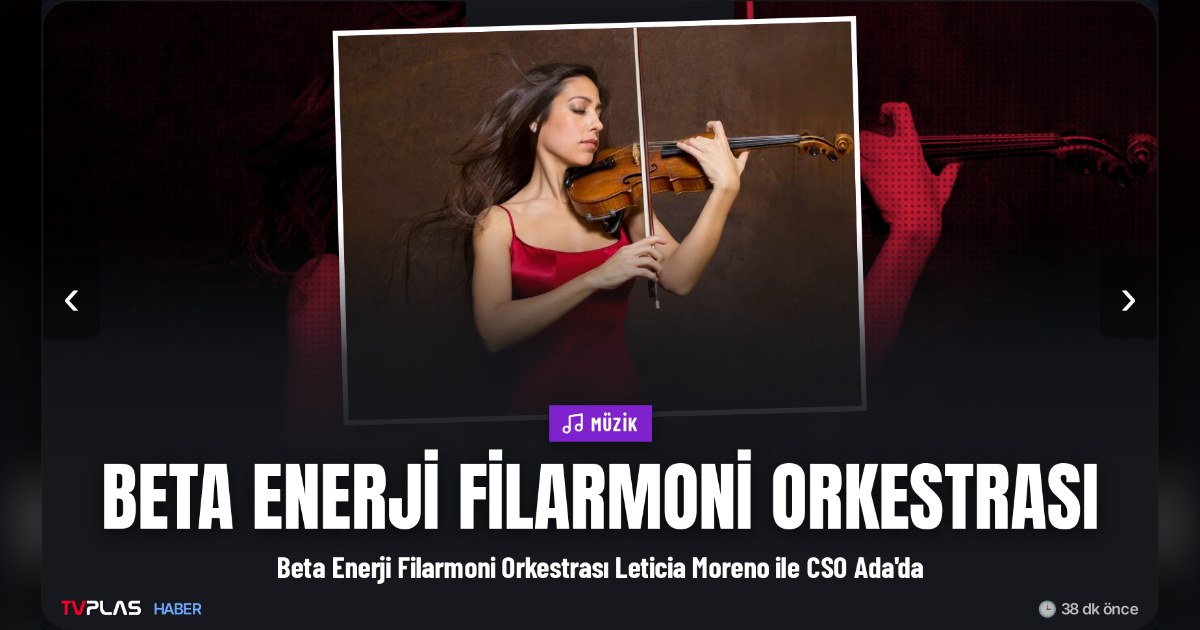 MÜZİK
BETA ENERJİ FİLARMONİ ORKESTRASI
Beta Enerji Filarmoni Orkestrası Leticia Moreno ile CSO Ada'da
TVPLAS HABER
38 dk önce